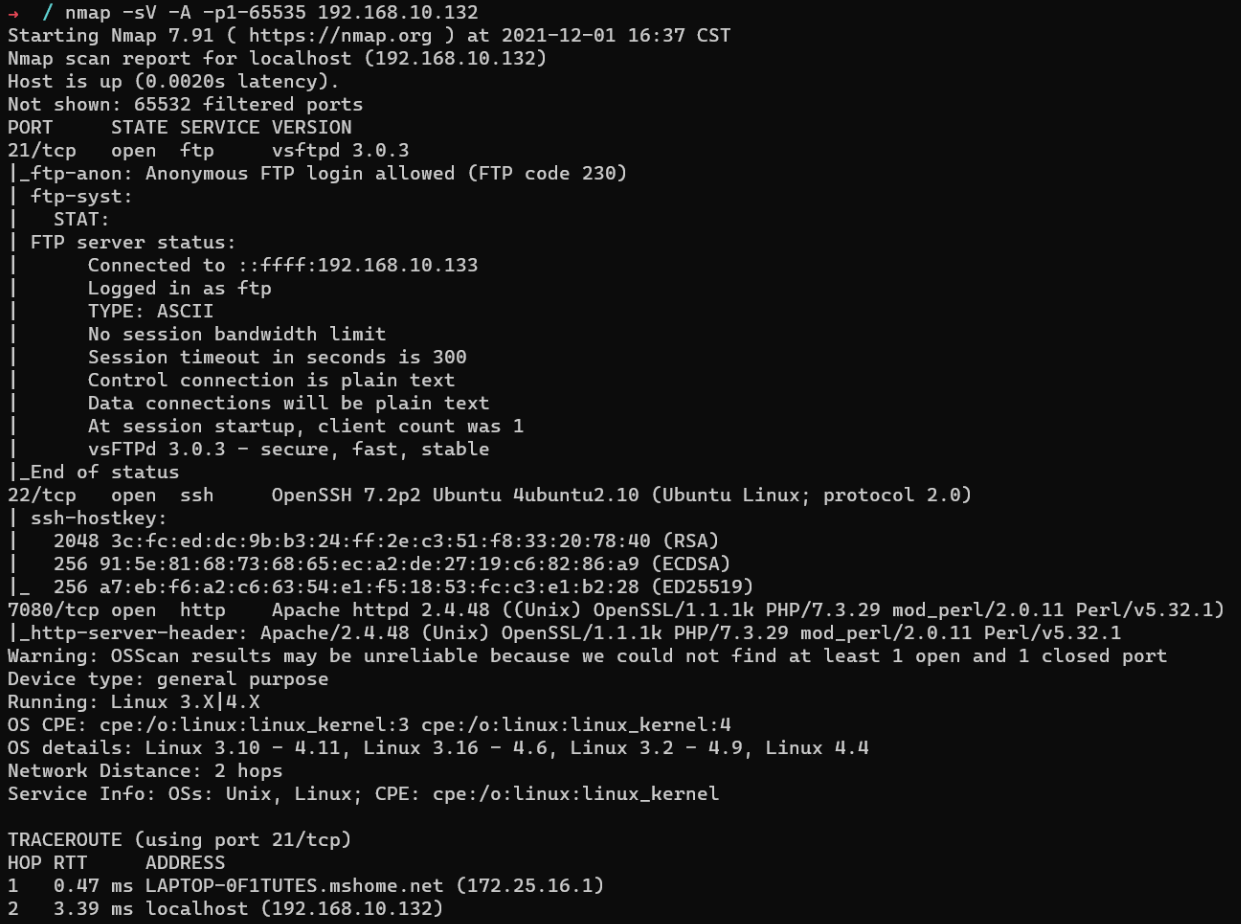 →  / nmap -sV -A -p1-65535 192.168.10.132
Starting Nmap 7.91 ( https://nmap.org ) at 2021-12-01 16:37 CST
Nmap scan report for localhost (192.168.10.132)
Host is up (0.0020s latency).
Not shown: 65532 filtered ports
PORT     STATE SERVICE VERSION
21/tcp   open  ftp     vsftpd 3.0.3
|_ftp-anon: Anonymous FTP login allowed (FTP code 230)
| ftp-syst:
|   STAT:
| FTP server status:
|      Connected to ::ffff:192.168.10.133
|      Logged in as ftp
|      TYPE: ASCII
|      No session bandwidth limit
|      Session timeout in seconds is 300
|      Control connection is plain text
|      Data connections will be plain text
|      At session startup, client count was 1
|      vsFTPd 3.0.3 - secure, fast, stable
|_End of status
22/tcp   open  ssh     OpenSSH 7.2p2 Ubuntu 4ubuntu2.10 (Ubuntu Linux; protocol 2.0)
| ssh-hostkey:
|   2048 3c:fc:ed:dc:9b:b3:24:ff:2e:c3:51:f8:33:20:78:40 (RSA)
|   256 91:5e:81:68:73:68:65:ec:a2:de:27:19:c6:82:86:a9 (ECDSA)
|_  256 a7:eb:f6:a2:c6:63:54:e1:f5:18:53:fc:c3:e1:b2:28 (ED25519)
7080/tcp open  http    Apache httpd 2.4.48 ((Unix) OpenSSL/1.1.1k PHP/7.3.29 mod_perl/2.0.11 Perl/v5.32.1)
|_http-server-header: Apache/2.4.48 (Unix) OpenSSL/1.1.1k PHP/7.3.29 mod_perl/2.0.11 Perl/v5.32.1
Warning: OSScan results may be unreliable because we could not find at least 1 open and 1 closed port
Device type: general purpose
Running: Linux 3.X|4.X
OS CPE: cpe:/o:linux:linux_kernel:3 cpe:/o:linux:linux_kernel:4
OS details: Linux 3.10 - 4.11, Linux 3.16 - 4.6, Linux 3.2 - 4.9, Linux 4.4
Network Distance: 2 hops
Service Info: OSs: Unix, Linux; CPE: cpe:/o:linux:linux_kernel

TRACEROUTE (using port 21/tcp)
HOP RTT     ADDRESS
1   0.47 ms LAPTOP-0F1TUTES.mshome.net (172.25.16.1)
2   3.39 ms localhost (192.168.10.132)